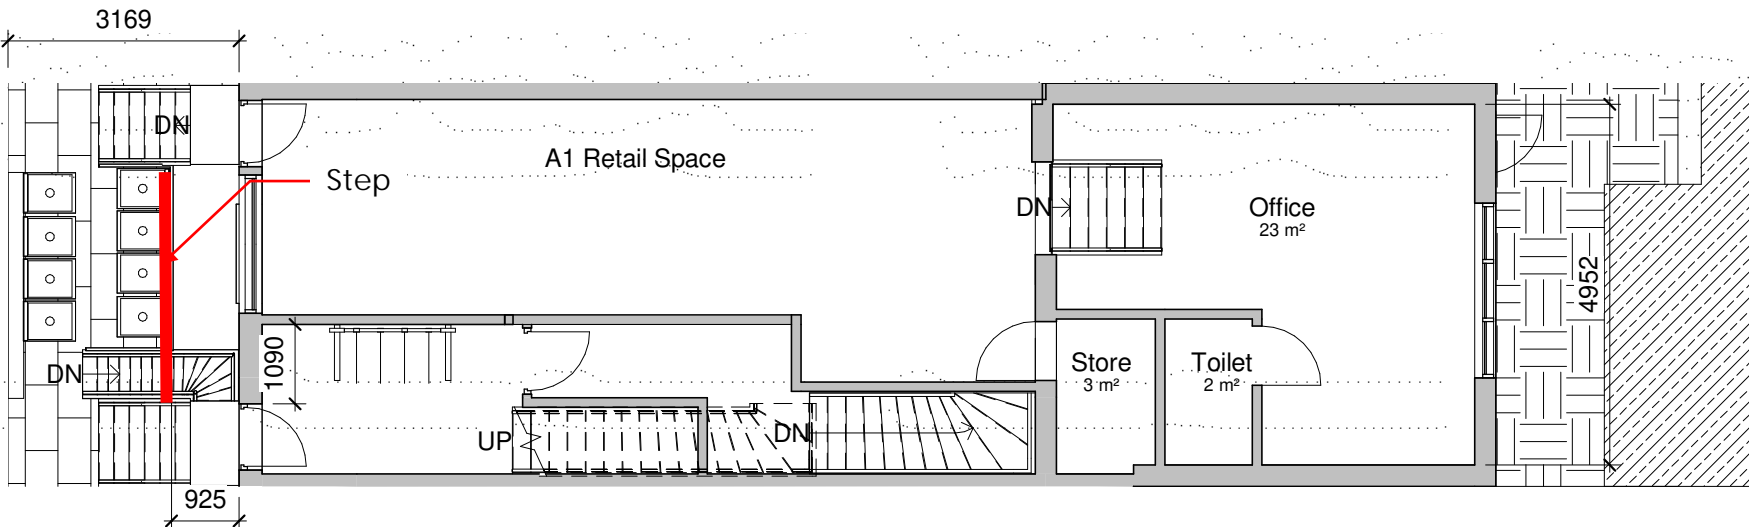 3169
DN
A1 Retail Space
Step
DN
Office
23 m²
4952
1090
DN
Store
3 m²
Toilet
2 m²
UP
DN
925